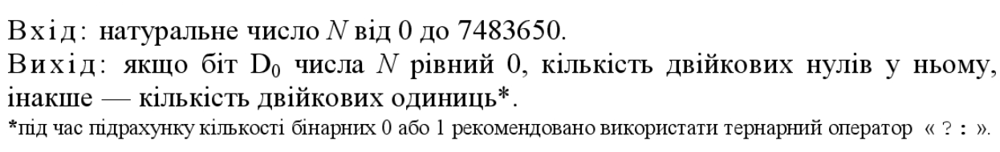 Вхід: натуральне число N від 0 до 7483650.
Вихід: якщо біт D₀ числа N рівний 0, кількість двійкових нулів у ньому,
інакше — кількість двійкових одиниць*.
*під час підрахунку кількості бінарних 0 або 1 рекомендовано використати тернарний оператор « ? : ».